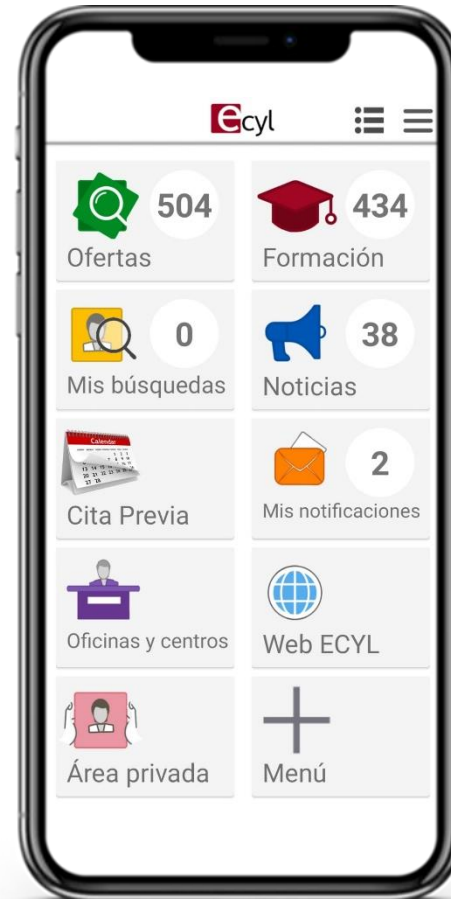 ecyl
504
Ofertas
434
Formación
0
Mis búsquedas
38
Noticias
Calendar
Cita Previa
2
Mis notificaciones
Oficinas y centros
Web ECYL
Área privada
Menú